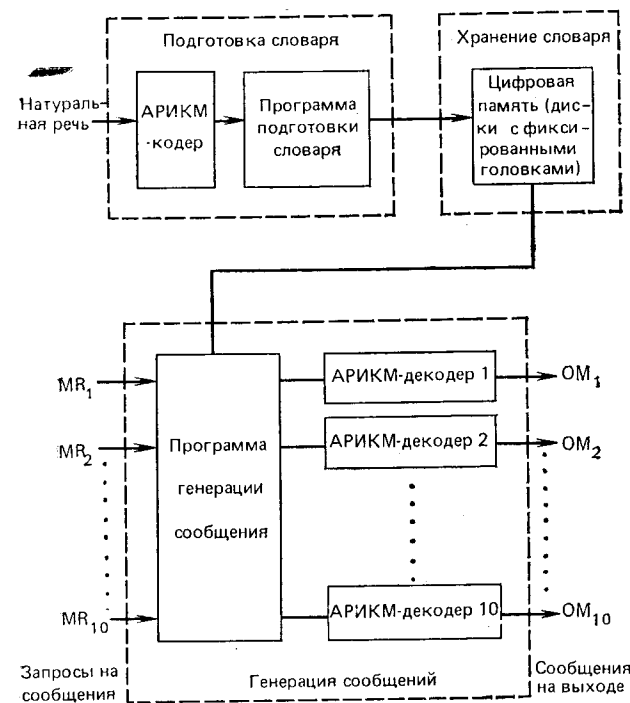 Подготовка словаря
Хранение словаря
Натураль-
ная речь
АРИКМ
-кодер
Программа
подготовки
словаря
Цифровая
память (дис-
ки с фикси-
рованными
головками)
MR1
MR2
MR10
Программа
генерации
сообщения
АРИКМ-декодер 1
АРИКМ-декодер 2
АРИКМ-декодер 10
OM1
OM2
OM10
Запросы на
сообщения
Генерация сообщений
Сообщения
на выходе